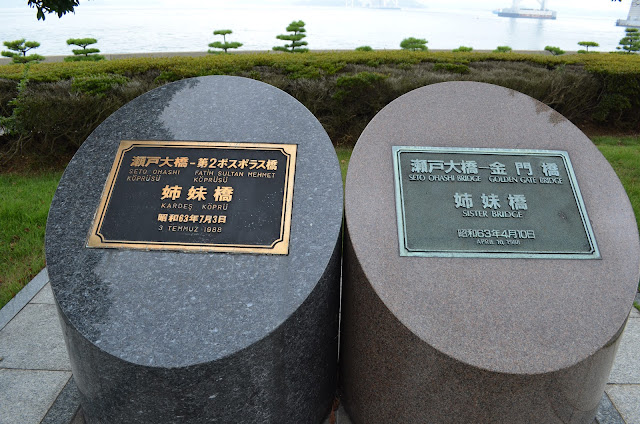 瀬戸大橋-第2ボスポラス橋
SETO OHASHI FATIH SULTAN MEHMET
KÖPRÜSÜ KÖPRÜSÜ
姉妹橋
KARDEŞ KÖPRÜ
昭和63年7月3日
3 TEMMUZ 1988
瀬戸大橋—金門橋
SETO OHASHI BRIDGE GOLDEN GATE BRIDGE
姉妹橋
SISTER BRIDGE
昭和63年4月10日
APRIL 10, 1988